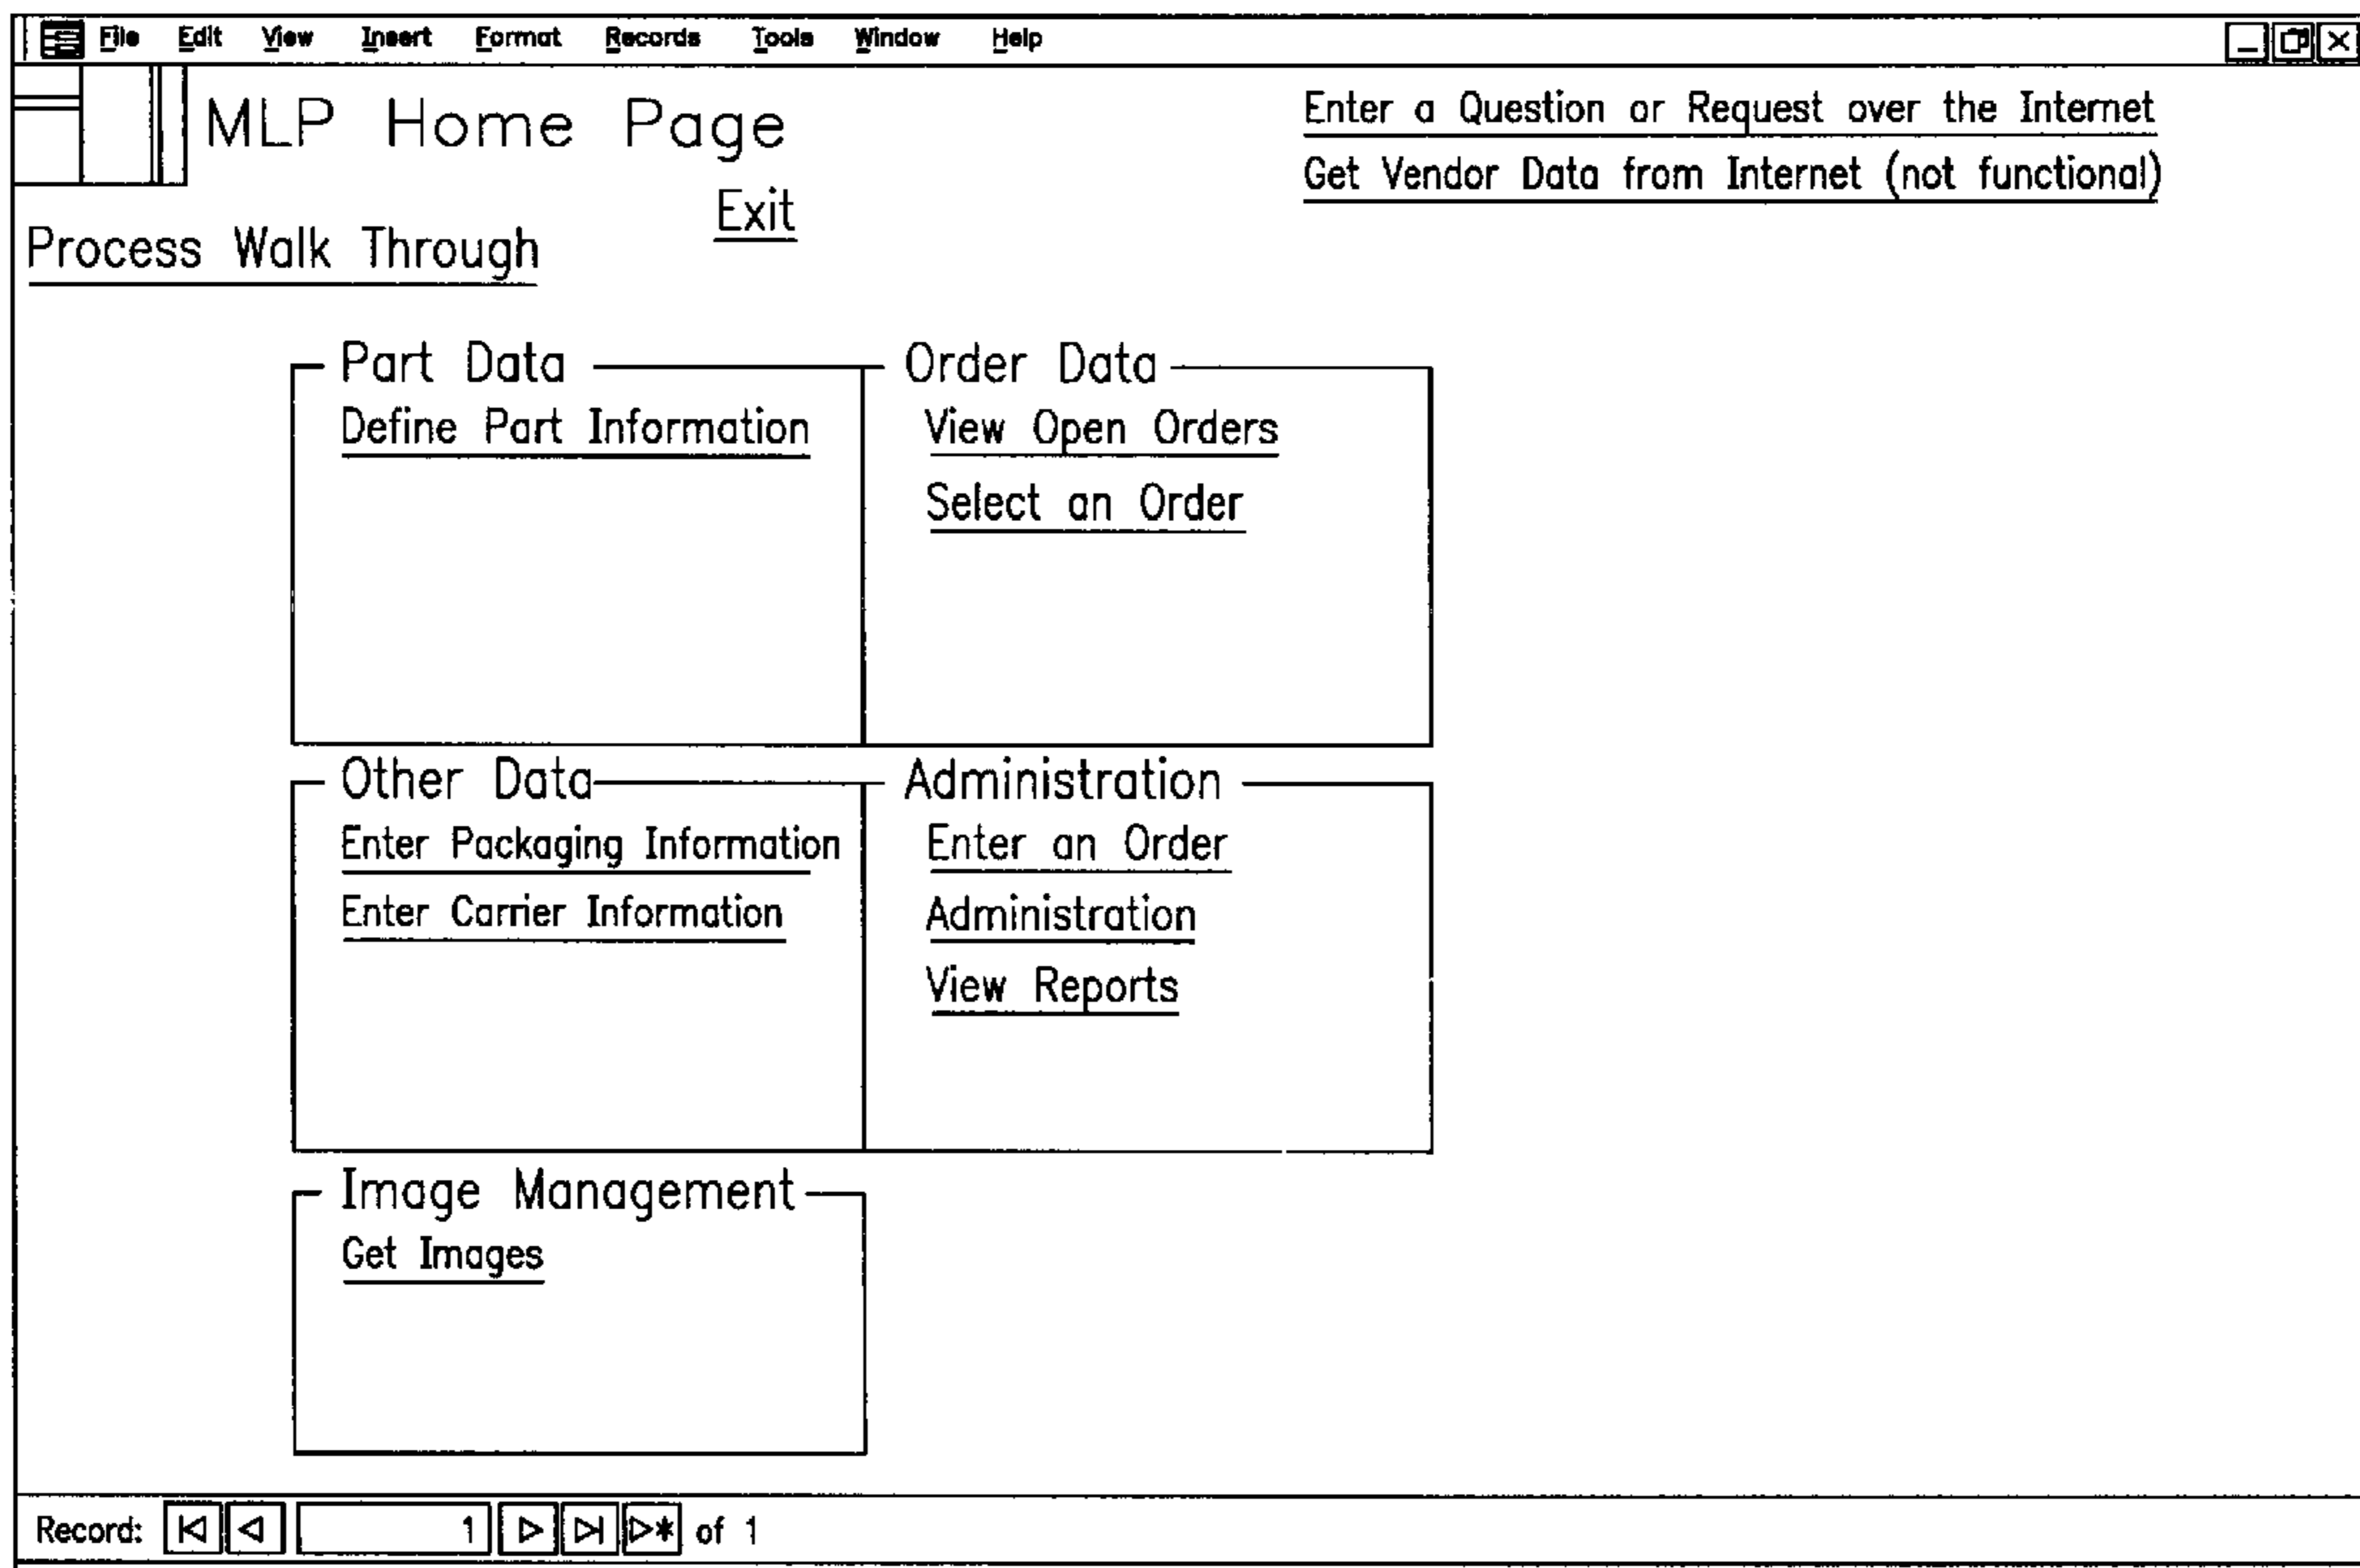 File Edit View Insert Format Records Tools Window Help
MLP Home Page
Enter a Question or Request over the Internet
Get Vendor Data from Internet (not functional)
Exit
Process Walk Through
Part Data
Define Part Information
Order Data
View Open Orders
Select an Order
Other Data
Enter Packaging Information
Enter Carrier Information
Administration
Enter an Order
Administration
View Reports
Image Management
Get Images
Record: 1 of 1